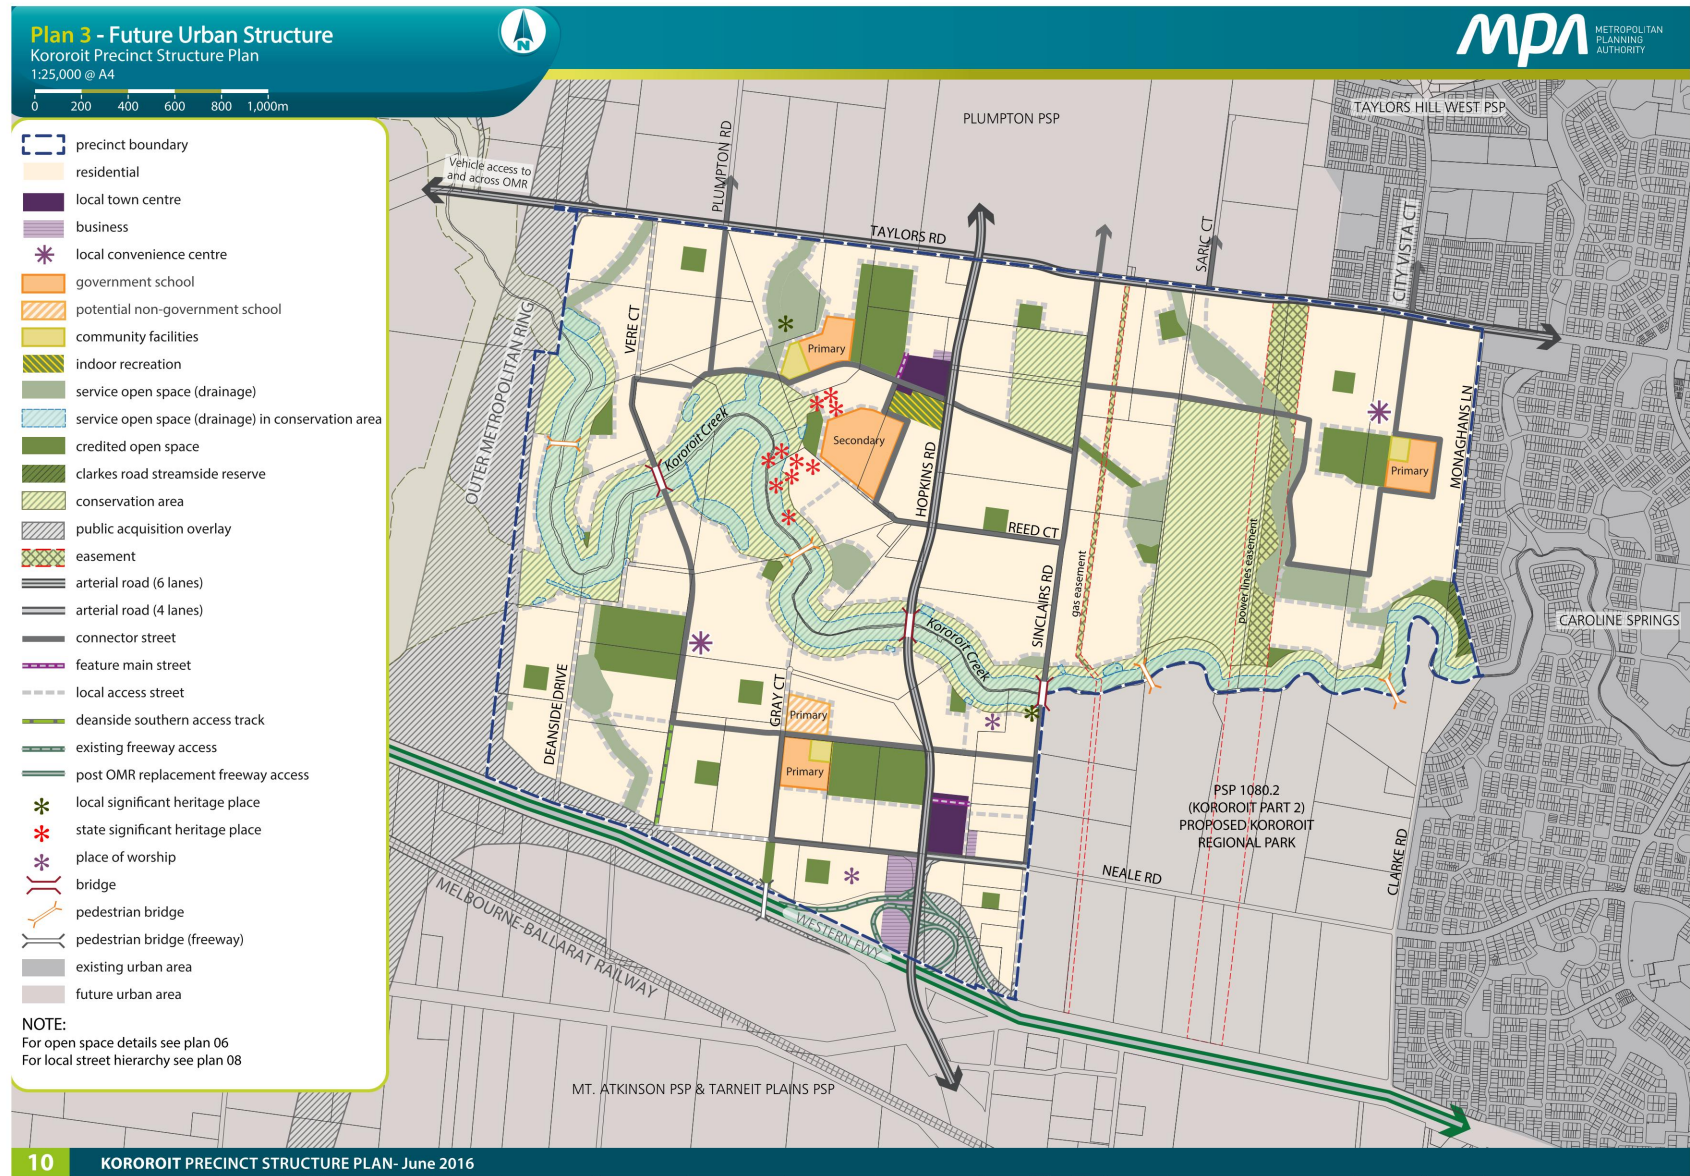 Plan 3 - Future Urban Structure
Kororoit Precinct Structure Plan
1:25,000 @ A4
0 200 400 600 800 1,000m
N
MPA METROPOLITAN
PLANNING
AUTHORITY
precinct boundary
residential
local town centre
business
local convenience centre
government school
potential non-government school
community facilities
indoor recreation
service open space (drainage)
service open space (drainage) in conservation area
credited open space
clarkes road streamside reserve
conservation area
public acquisition overlay
easement
arterial road (6 lanes)
arterial road (4 lanes)
connector street
feature main street
local access street
deanside southern access track
existing freeway access
post OMR replacement freeway access
local significant heritage place
state significant heritage place
place of worship
bridge
pedestrian bridge
pedestrian bridge (freeway)
existing urban area
future urban area
NOTE:
For open space details see plan 06
For local street hierarchy see plan 08
TAYLORS HILL WEST PSP
PLUMPTON PSP
Vehicle access to
and across OMR
PLUMPTON RD
TAYLORS RD
SARIC CT
CITY VISTA CT
OUTER METROPOLITAN RING
VERE CT
Primary
Kororoit Creek
Secondary
HOPKINS RD
REED CT
Primary
MONAGHANS LN
gas easement
power lines easement
SINCLAIRS RD
Kororoit Creek
CAROLINE SPRINGS
DEANSIDE DRIVE
GRAY CT
Primary
Primary
PSP 1080.2
(KOROROIT PART 2)
PROPOSED KOROROIT
REGIONAL PARK
NEALE RD
CLARKE RD
WESTERN FWY
MELBOURNE-BALLARAT RAILWAY
MT. ATKINSON PSP & TARNEIT PLAINS PSP
10 KOROROIT PRECINCT STRUCTURE PLAN- June 2016